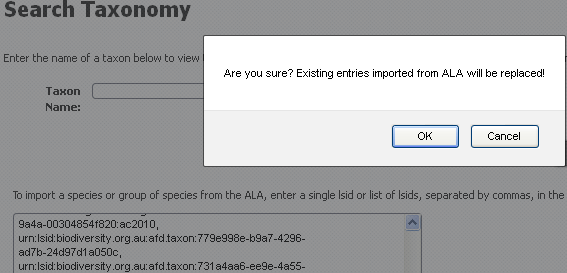 Search Taxonomy
Enter the name of a taxon below to view
Are you sure? Existing entries imported from ALA will be replaced!
Taxon
Name:
OK
Cancel
To import a species or group of species from the ALA, enter a single lsid or list of lsids, separated by commas, in the
9a4a-00304854f820:ac2010,
urn:lsid:biodiversity.org.au:afd.taxon:779e998e-b9a7-4296-
ad7b-24d97d1a050c,
urn:lsid:biodiversity.org.au:afd.taxon:731a4aa6-ee9e-4a55-